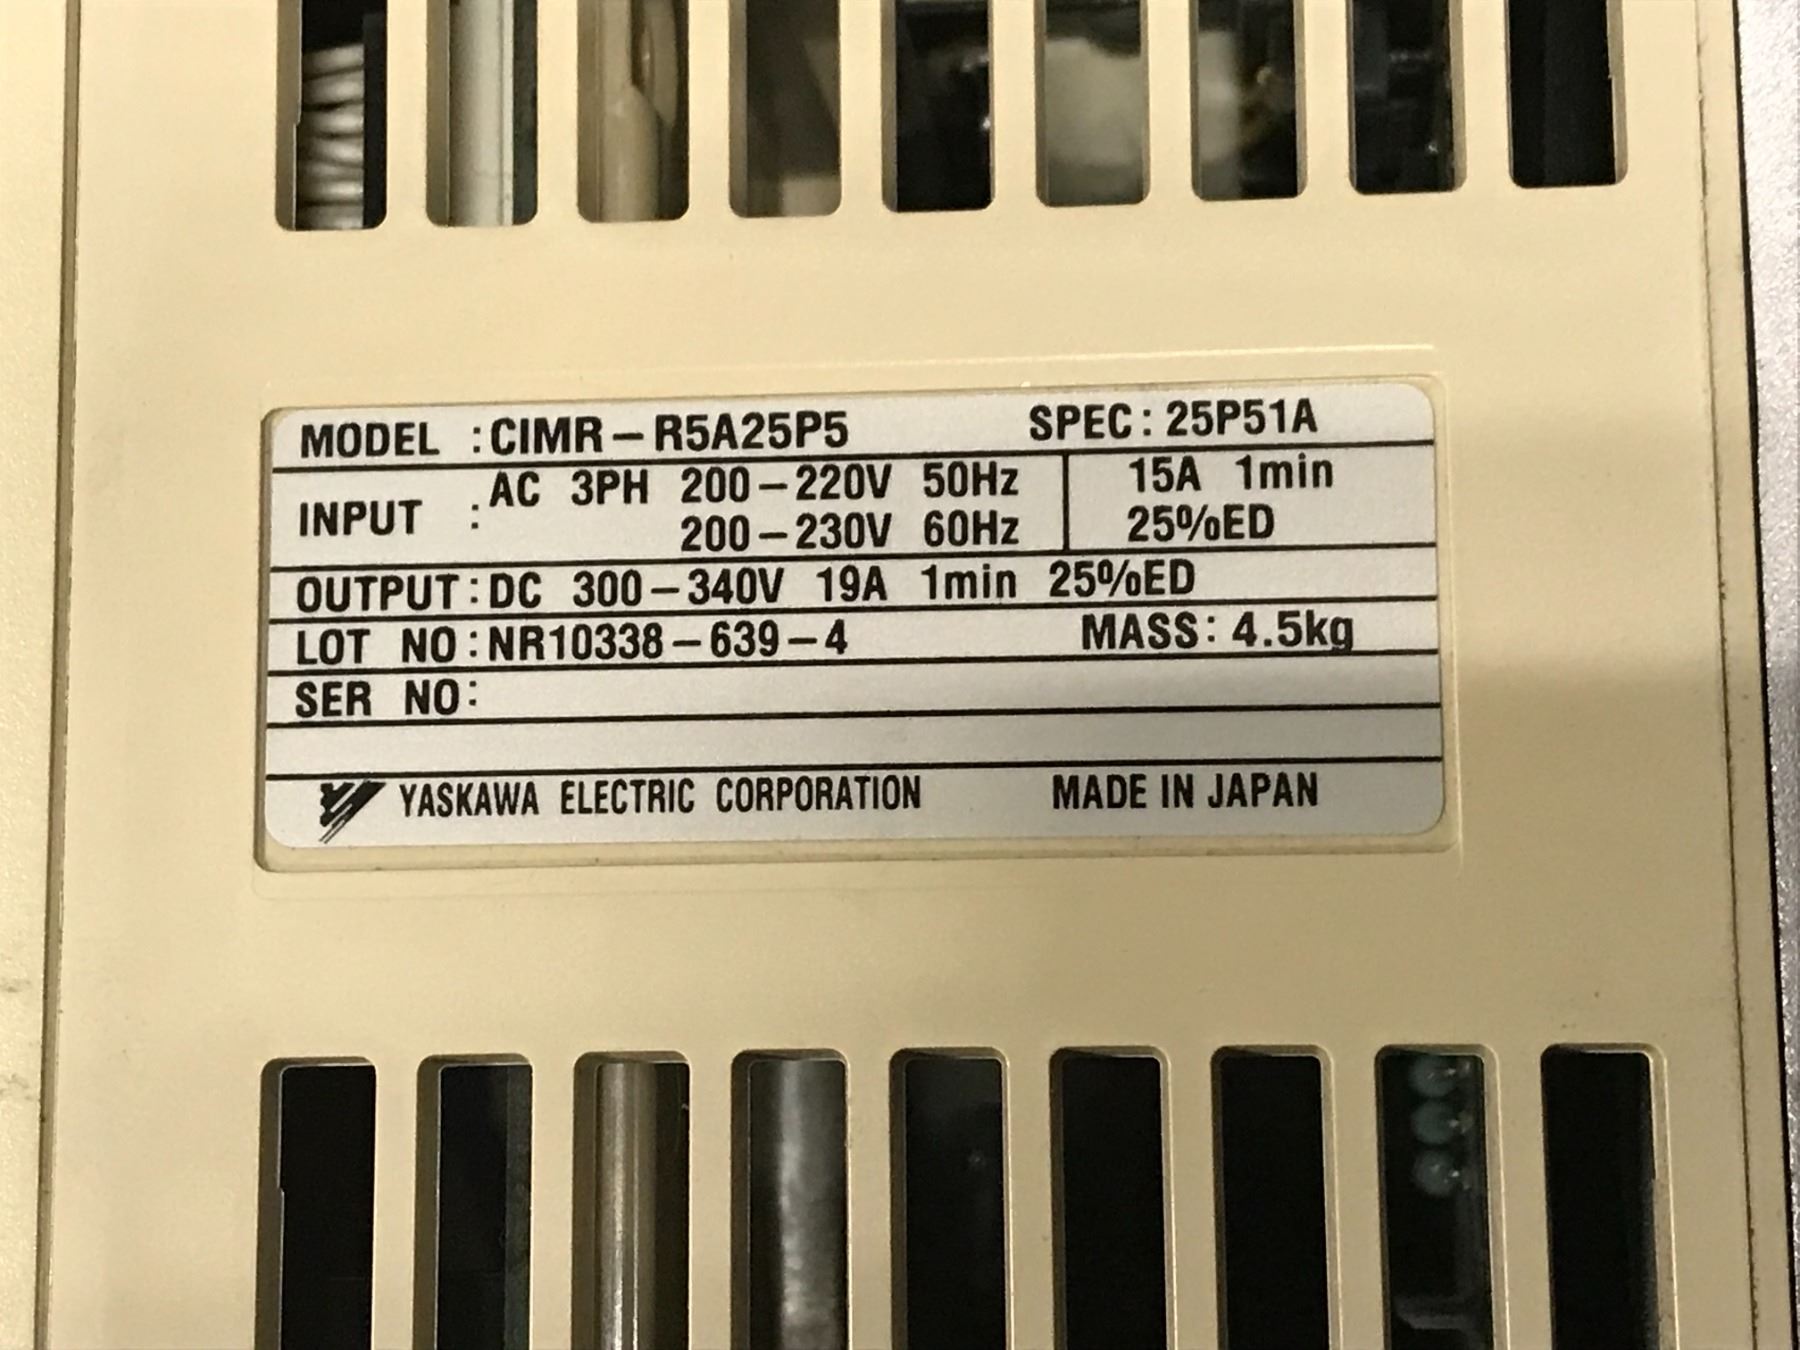 MODEL :CIMR–R5A25P5 SPEC: 25P51A
INPUT : AC 3PH 200–220V 50Hz 15A 1min
200–230V 60Hz 25%ED
OUTPUT: DC 300–340V 19A 1min 25%ED
LOT NO: NR10338–639–4 MASS: 4.5kg
SER NO:
YASKAWA ELECTRIC CORPORATION MADE IN JAPAN